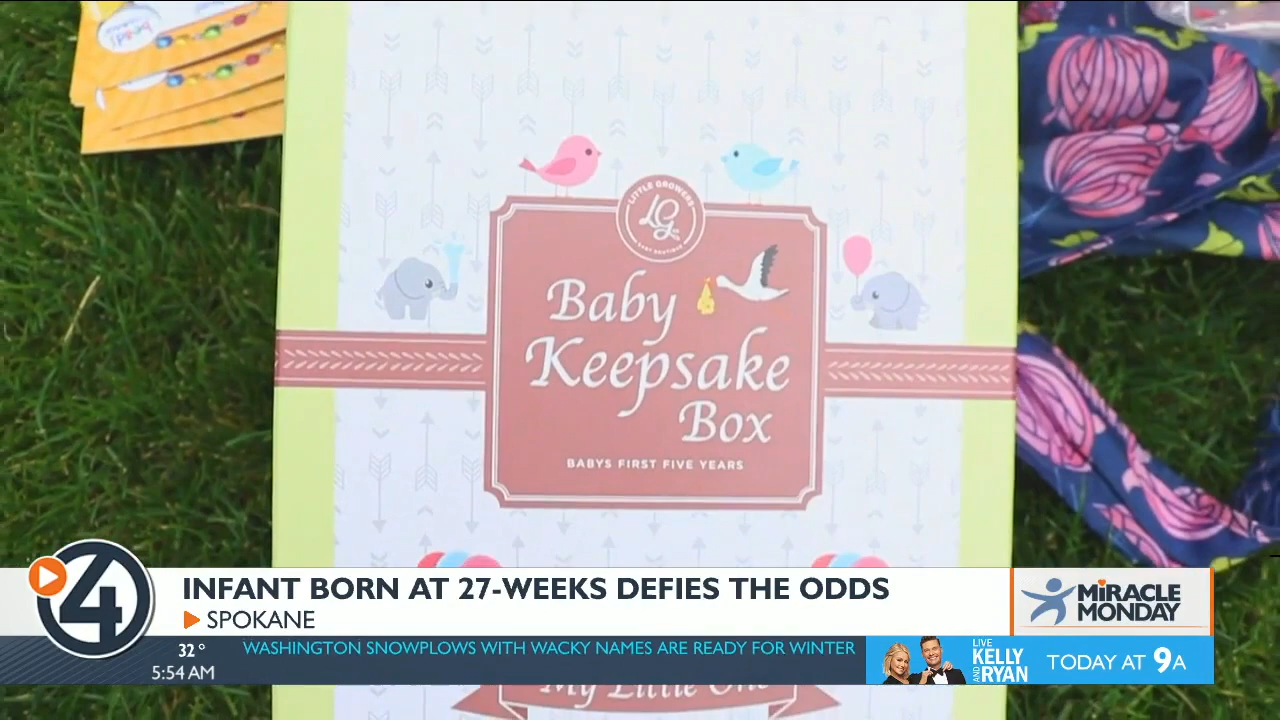 LITTLE GROWERS
LG
BABY BOUTIQUE
Baby
Keepsake
Box
BABYS FIRST FIVE YEARS
4
INFANT BORN AT 27-WEEKS DEFIES THE ODDS
SPOKANE
MiRACLE
MONDAY
32°
WASHINGTON SNOWPLOWS WITH WACKY NAMES ARE READY FOR WINTER
5:54 AM
LIVE
KELLY
AND RYAN
TODAY AT 9A
My Little One